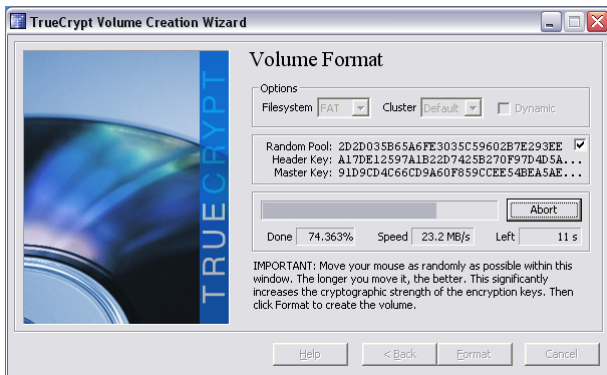 TrueCrypt Volume Creation Wizard
TRUECRYPT
Volume Format
Options
Filesystem FAT Cluster Default Dynamic
Random Pool: 2D2D035B65A6FE3035C59602B7E293EE
Header Key: A17DE12597A1B22D7425B270F97D4D5A...
Master Key: 91D9CD4C66CD9A60F859CCEE54BEA5AE...
Abort
Done 74.363% Speed 23.2 MB/s Left 11 s
IMPORTANT: Move your mouse as randomly as possible within this
window. The longer you move it, the better. This significantly
increases the cryptographic strength of the encryption keys. Then
click Format to create the volume.
Help < Back Format Cancel